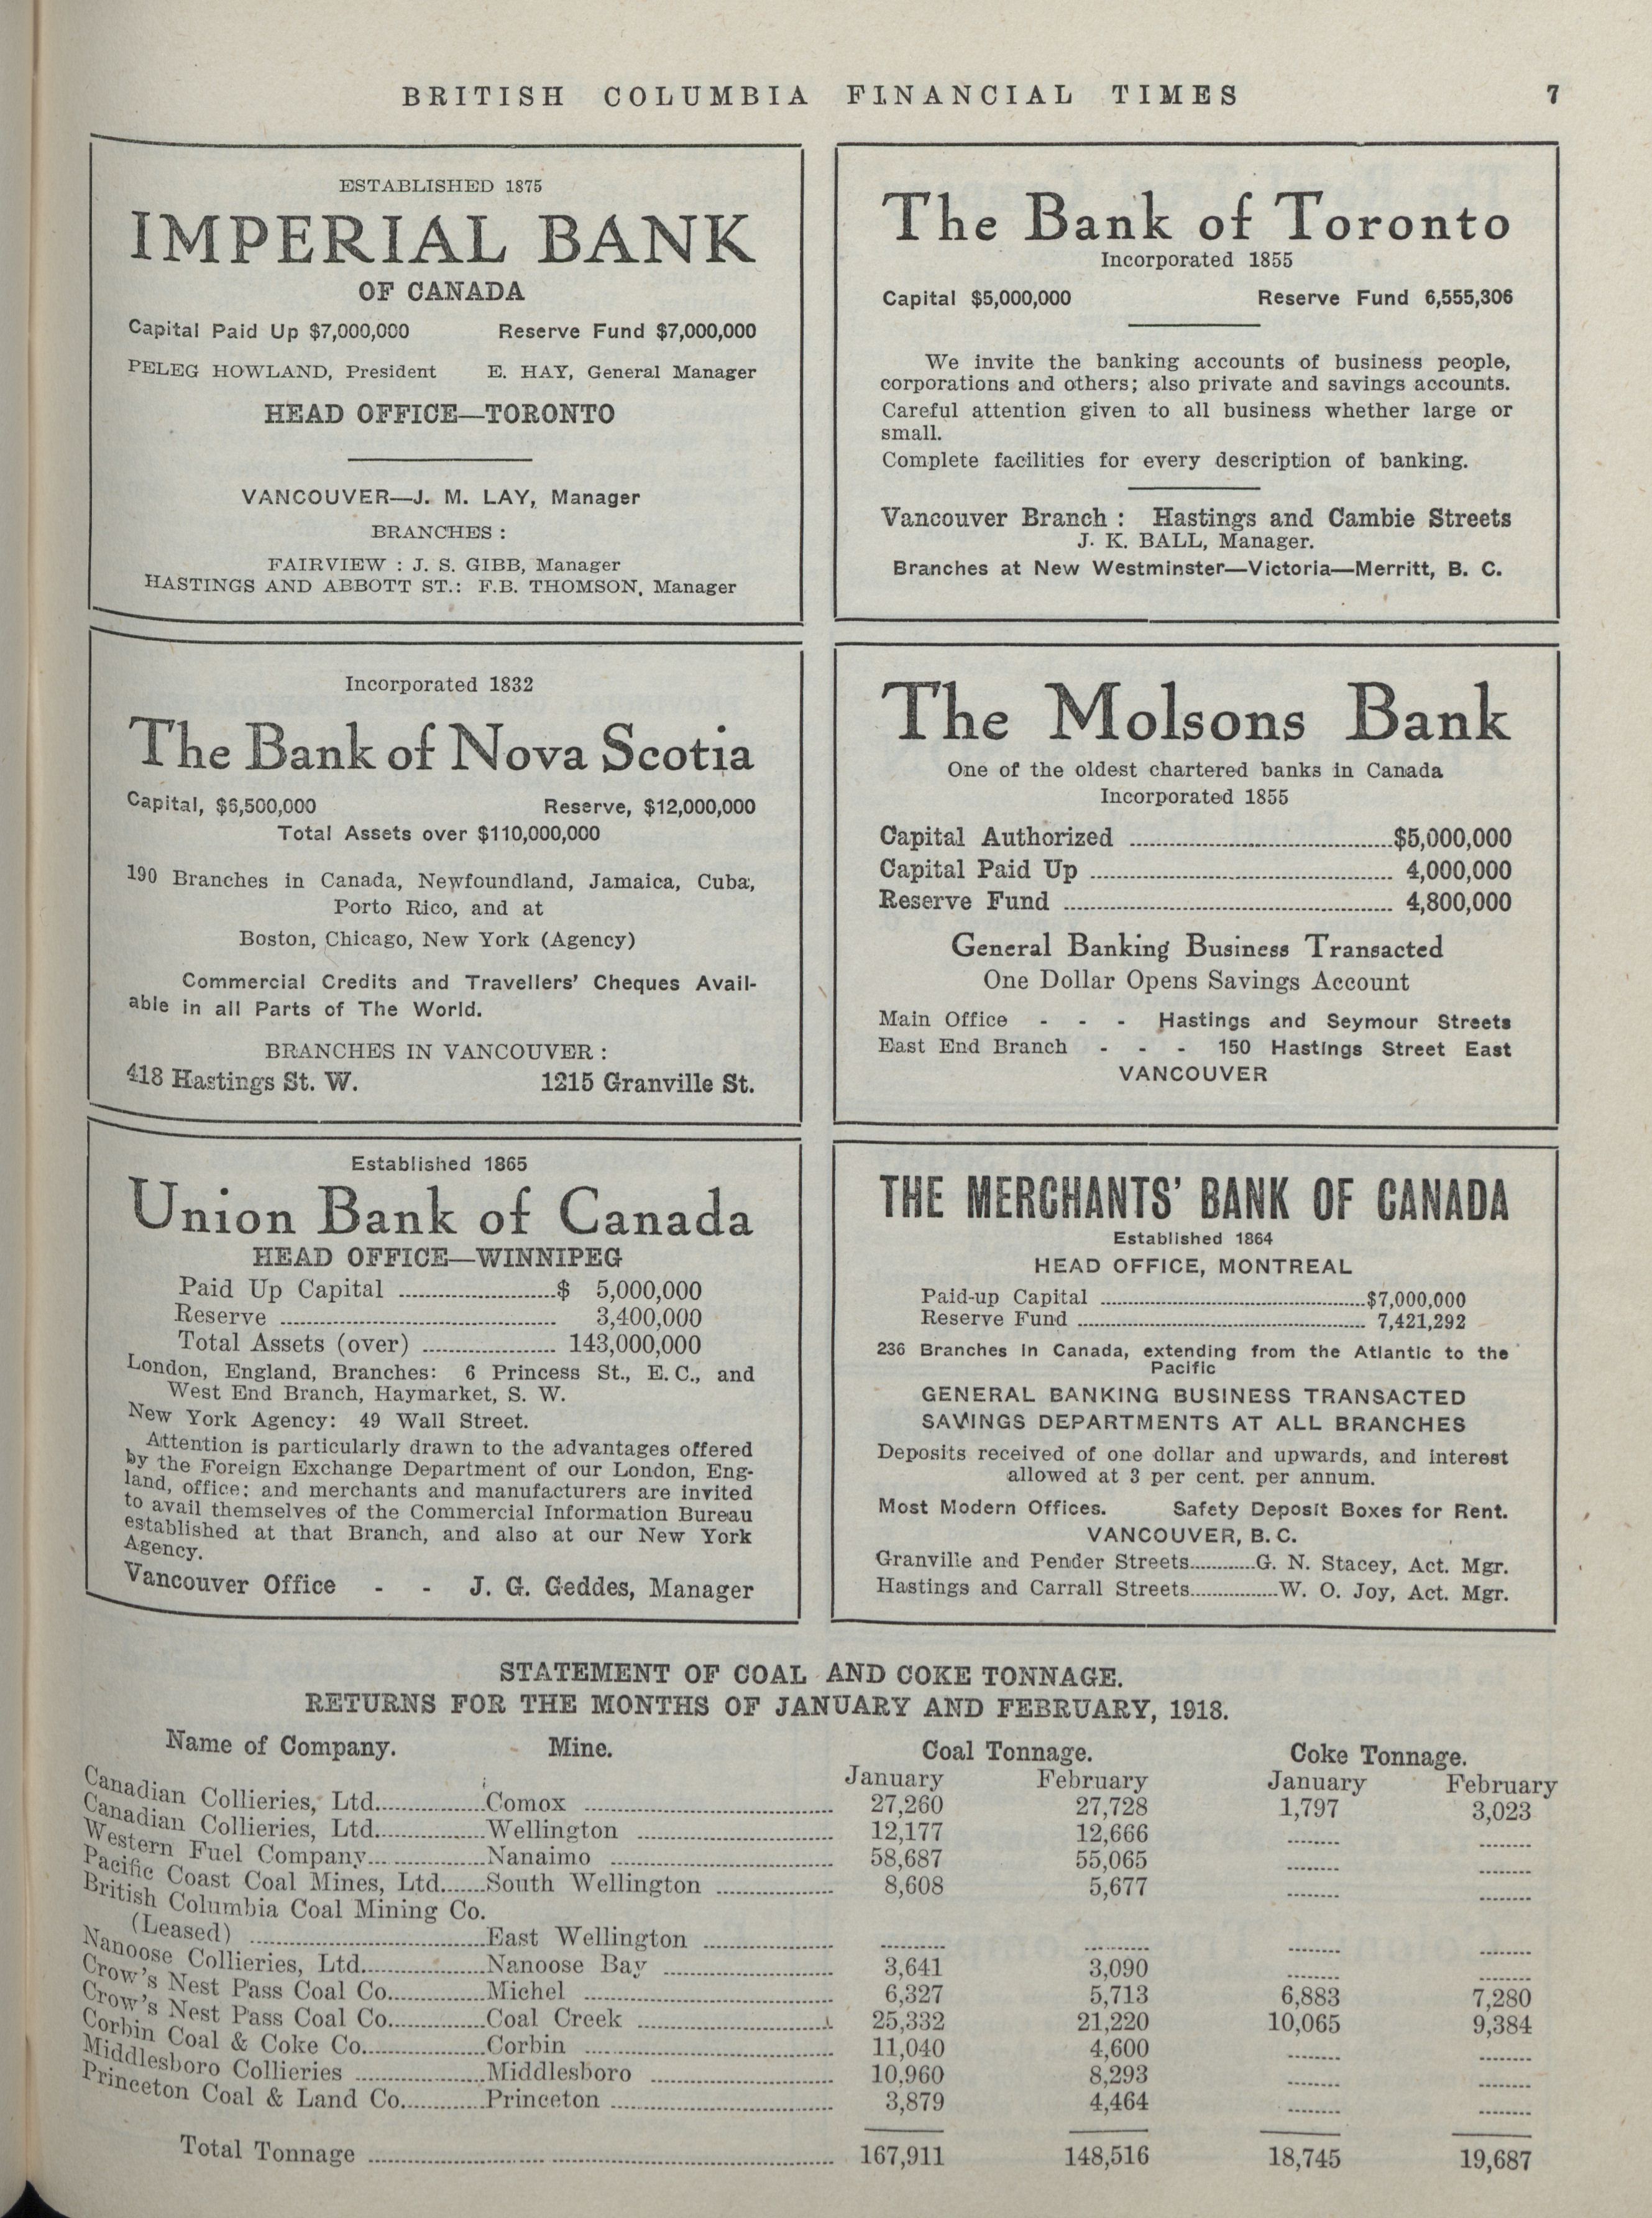 BRITISH COLUMBIA FINANCIAL TIMES 7
ESTABLISHED 1875
IMPERIAL BANK
OF CANADA
Capital Paid Up $7,000,000 Reserve Fund $7,000,000
PELEG HOWLAND, President E. HAY, General Manager
HEAD OFFICE—TORONTO
VANCOUVER—J. M. LAY, Manager
BRANCHES :
FAIRVIEW : J. S. GIBB, Manager
HASTINGS AND ABBOTT ST.: F.B. THOMSON, Manager
The Bank of Toronto
Incorporated 1855
Capital $5,000,000 Reserve Fund 6,555,306
We invite the banking accounts of business people,
corporations and others; also private and savings accounts.
Careful attention given to all business whether large or
small.
Complete facilities for every description of banking.
Vancouver Branch : Hastings and Cambie Streets
J. K. BALL, Manager.
Branches at New Westminster—Victoria—Merritt, B. C.
Incorporated 1832
The Bank of Nova Scotia
Capital, $6,500,000 Reserve, $12,000,000
Total Assets over $110,000,000
190 Branches in Canada, Newfoundland, Jamaica, Cuba,
Porto Rico, and at
Boston, Chicago, New York (Agency)
Commercial Credits and Travellers' Cheques Avail-
able in all Parts of The World.
BRANCHES IN VANCOUVER :
418 Hastings St. W. 1215 Granville St.
The Molsons Bank
One of the oldest chartered banks in Canada
Incorporated 1855
Capital Authorized ........ $5,000,000
Capital Paid Up ........ 4,000,000
Reserve Fund ........ 4,800,000
General Banking Business Transacted
One Dollar Opens Savings Account
Main Office - - - Hastings and Seymour Streets
East End Branch - - - 150 Hastings Street East
VANCOUVER
Established 1865
Union Bank of Canada
HEAD OFFICE—WINNIPEG
Paid Up Capital ........ $ 5,000,000
Reserve ........ 3,400,000
Total Assets (over) ........ 143,000,000
London, England, Branches: 6 Princess St., E. C., and
West End Branch, Haymarket, S. W.
New York Agency: 49 Wall Street.
Attention is particularly drawn to the advantages offered
by the Foreign Exchange Department of our London, Eng-
land, office; and merchants and manufacturers are invited
to avail themselves of the Commercial Information Bureau
established at that Branch, and also at our New York
Agency.
Vancouver Office - - J. G. Geddes, Manager
THE MERCHANTS' BANK OF CANADA
Established 1864
HEAD OFFICE, MONTREAL
Paid-up Capital ........ $7,000,000
Reserve Fund ........ 7,421,292
236 Branches in Canada, extending from the Atlantic to the
Pacific
GENERAL BANKING BUSINESS TRANSACTED
SAVINGS DEPARTMENTS AT ALL BRANCHES
Deposits received of one dollar and upwards, and interest
allowed at 3 per cent. per annum.
Most Modern Offices. Safety Deposit Boxes for Rent.
VANCOUVER, B. C.
Granville and Pender Streets........G. N. Stacey, Act. Mgr.
Hastings and Carrall Streets........W. O. Joy, Act. Mgr.
STATEMENT OF COAL AND COKE TONNAGE.
RETURNS FOR THE MONTHS OF JANUARY AND FEBRUARY, 1918.
Name of Company. Mine. Coal Tonnage. Coke Tonnage.
January February January February
Canadian Collieries, Ltd........Comox ........ 27,260 27,728 1,797 3,023
Canadian Collieries, Ltd........Wellington ........ 12,177 12,666 ........ ........
Western Fuel Company........Nanaimo ........ 58,687 55,065 ........ ........
Pacific Coast Coal Mines, Ltd.......South Wellington ........ 8,608 5,677 ........ ........
British Columbia Coal Mining Co.
(Leased) ........East Wellington ........ ........ ........ ........ ........
Nanoose Collieries, Ltd........Nanoose Bay ........ 3,641 3,090 ........ ........
Crow's Nest Pass Coal Co........Michel ........ 6,327 5,713 6,883 7,280
Crow's Nest Pass Coal Co........Coal Creek ........ 25,332 21,220 10,065 9,384
Corbin Coal & Coke Co........Corbin ........ 11,040 4,600 ........ ........
Middlesboro Collieries ........Middlesboro ........ 10,960 8,293 ........ ........
Princeton Coal & Land Co........Princeton ........ 3,879 4,464 ........ ........
Total Tonnage ........ 167,911 148,516 18,745 19,687